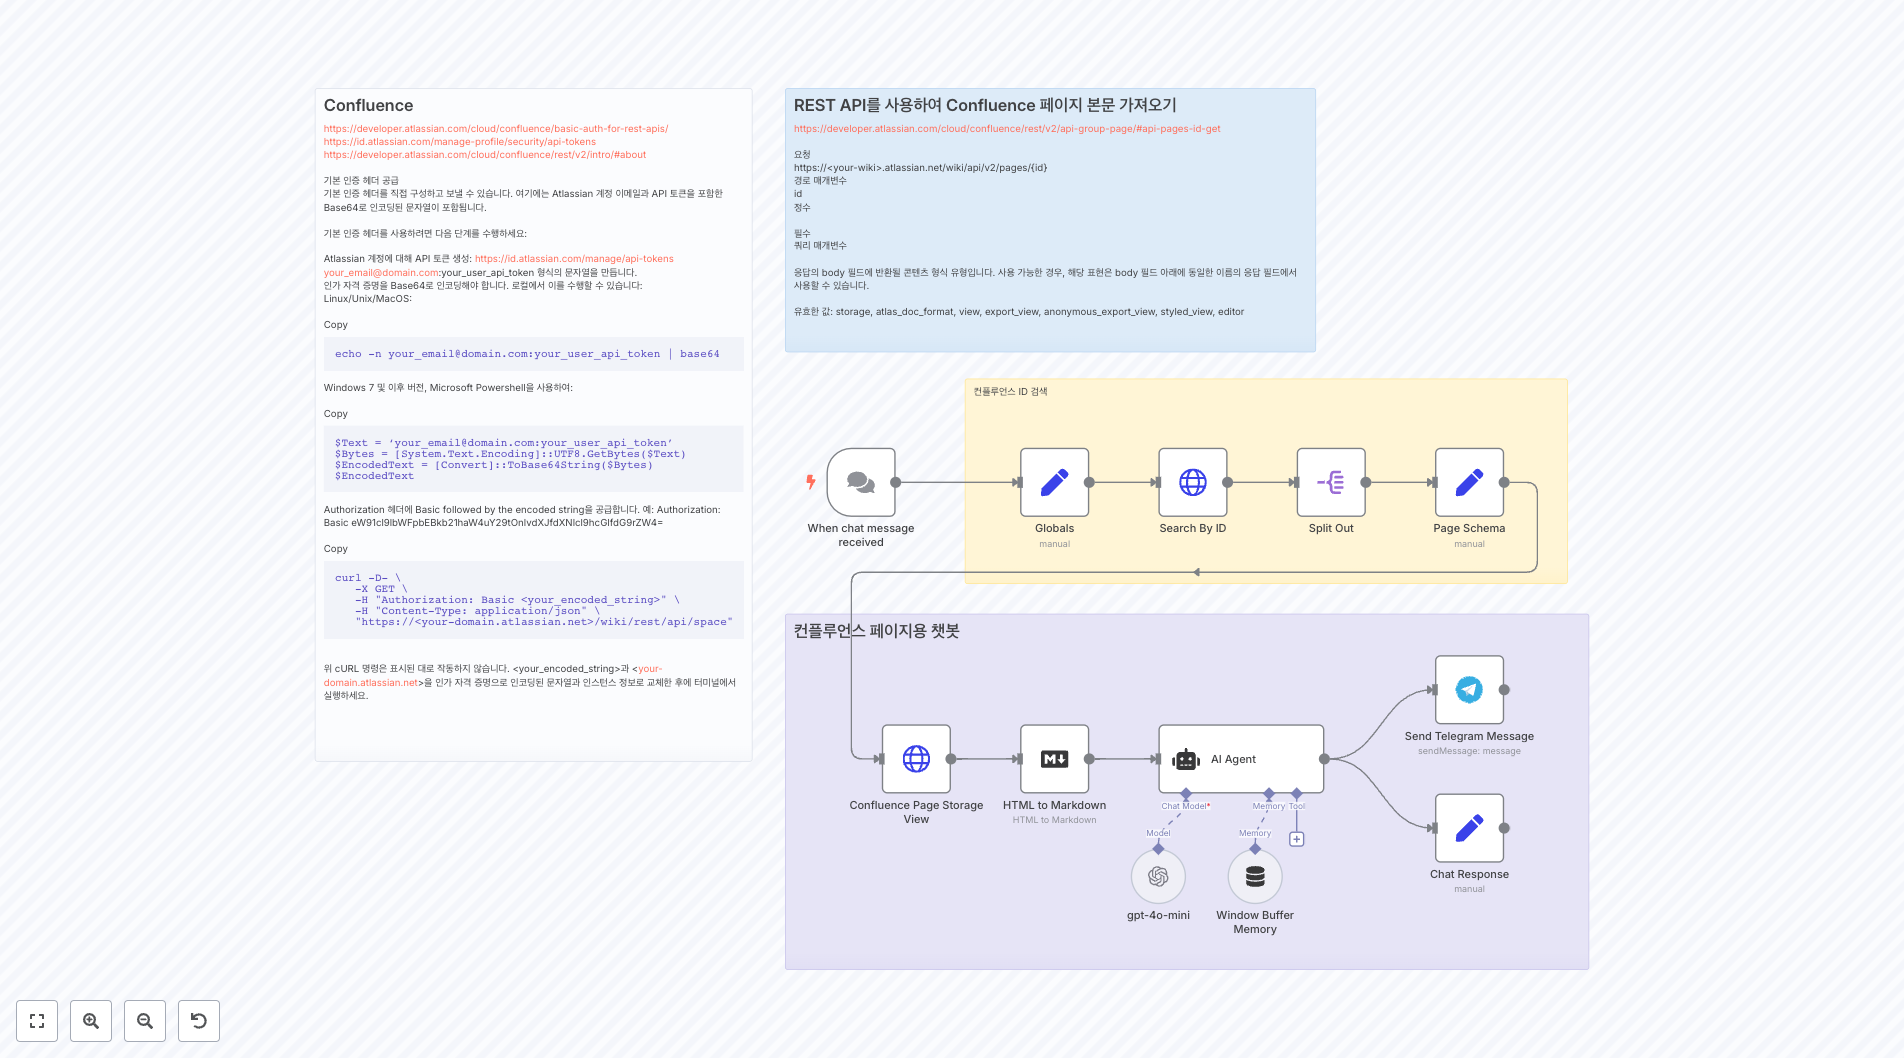 Confluence
https://developer.atlassian.com/cloud/confluence/basic-auth-for-rest-apis/
https://id.atlassian.com/manage-profile/security/api-tokens
https://developer.atlassian.com/cloud/confluence/rest/v2/intro/#about
기본 인증 헤더 공급
기본 인증 헤더를 직접 구성하고 보낼 수 있습니다. 여기에는 Atlassian 계정 이메일과 API 토큰을 포함한
Base64로 인코딩된 문자열이 포함됩니다.
기본 인증 헤더를 사용하려면 다음 단계를 수행하세요:
Atlassian 계정에 대해 API 토큰 생성: https://id.atlassian.com/manage/api-tokens
your_email@domain.com:your_user_api_token 형식의 문자열을 만듭니다.
인가 자격 증명을 Base64로 인코딩해야 합니다. 로컬에서 이를 수행할 수 있습니다:
Linux/Unix/MacOS:
Copy
echo -n your_email@domain.com:your_user_api_token | base64
Windows 7 및 이후 버전, Microsoft Powershell을 사용하여:
Copy
$Text = ‘your_email@domain.com:your_user_api_token’
$Bytes = [System.Text.Encoding]::UTF8.GetBytes($Text)
$EncodedText = [Convert]::ToBase64String($Bytes)
$EncodedText
Authorization 헤더에 Basic followed by the encoded string을 공급합니다. 예: Authorization:
Basic
Copy
curl -D- \
-X GET \
-H "Authorization: Basic <your_encoded_string>" \
-H "Content-Type: application/json" \
"https://<your-domain.atlassian.net>/wiki/rest/api/space"
위 cURL 명령은 표시된 대로 작동하지 않습니다. <your_encoded_string>과 <your-
domain.atlassian.net>을 인가 자격 증명으로 인코딩된 문자열과 인스턴스 정보로 교체한 후에 터미널에서
실행하세요.
REST API를 사용하여 Confluence 페이지 본문 가져오기
https://developer.atlassian.com/cloud/confluence/rest/v2/api-group-page/#api-pages-id-get
요청
https://<your-wiki>.atlassian.net/wiki/api/v2/pages/{id}
경로 매개변수
id
정수
필수
쿼리 매개변수
응답의 body 필드에 반환될 콘텐츠 형식 유형입니다. 사용 가능한 경우, 해당 표현은 body 필드 아래에 동일한 이름의 응답 필드에서
사용할 수 있습니다.
유효한 값: storage, atlas_doc_format, view, export_view, anonymous_export_view, styled_view, editor
컨플루언스 ID 검색
When chat message
received
Globals
manual
Search By ID
Split Out
Page Schema
manual
컨플루언스 페이지용 챗봇
Confluence Page Storage
View
HTML to Markdown
HTML to Markdown
AI Agent
Chat Model*
Memory
Tool
Model
Memory
gpt-4o-mini
Window Buffer
Memory
Send Telegram Message
sendMessage: message
Chat Response
manual